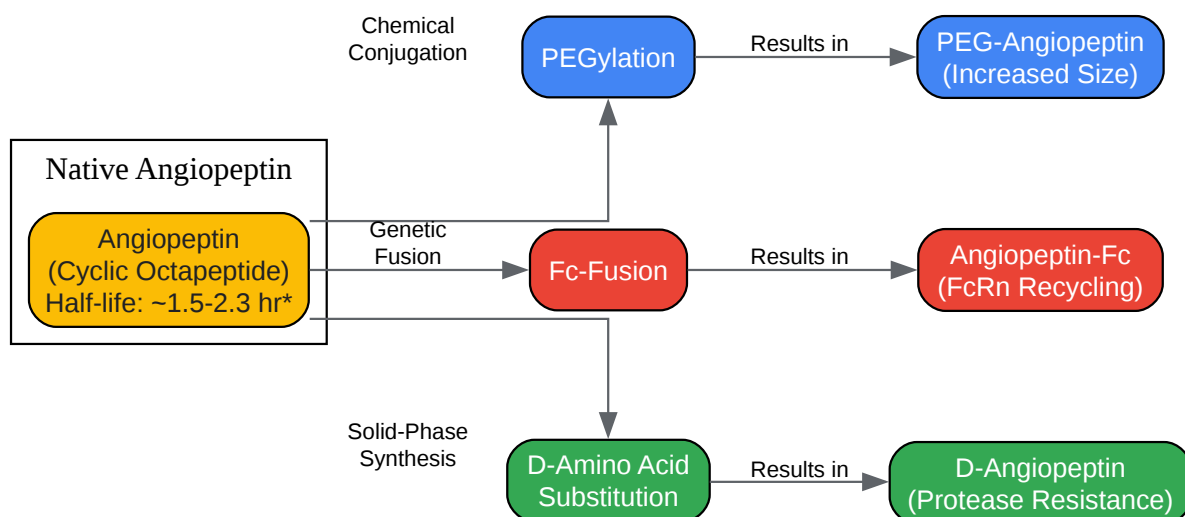 Chemical
Conjugation
PEGylation
Results in
PEG-Angiopeptin
(Increased Size)
Native Angiopeptin
Angiopeptin
(Cyclic Octapeptide)
Half-life: ~1.5-2.3 hr*
Genetic
Fusion
Fc-Fusion
Results in
Angiopeptin-Fc
(FcRn Recycling)
Solid-Phase
Synthesis
D-Amino Acid
Substitution
Results in
D-Angiopeptin
(Protease Resistance)